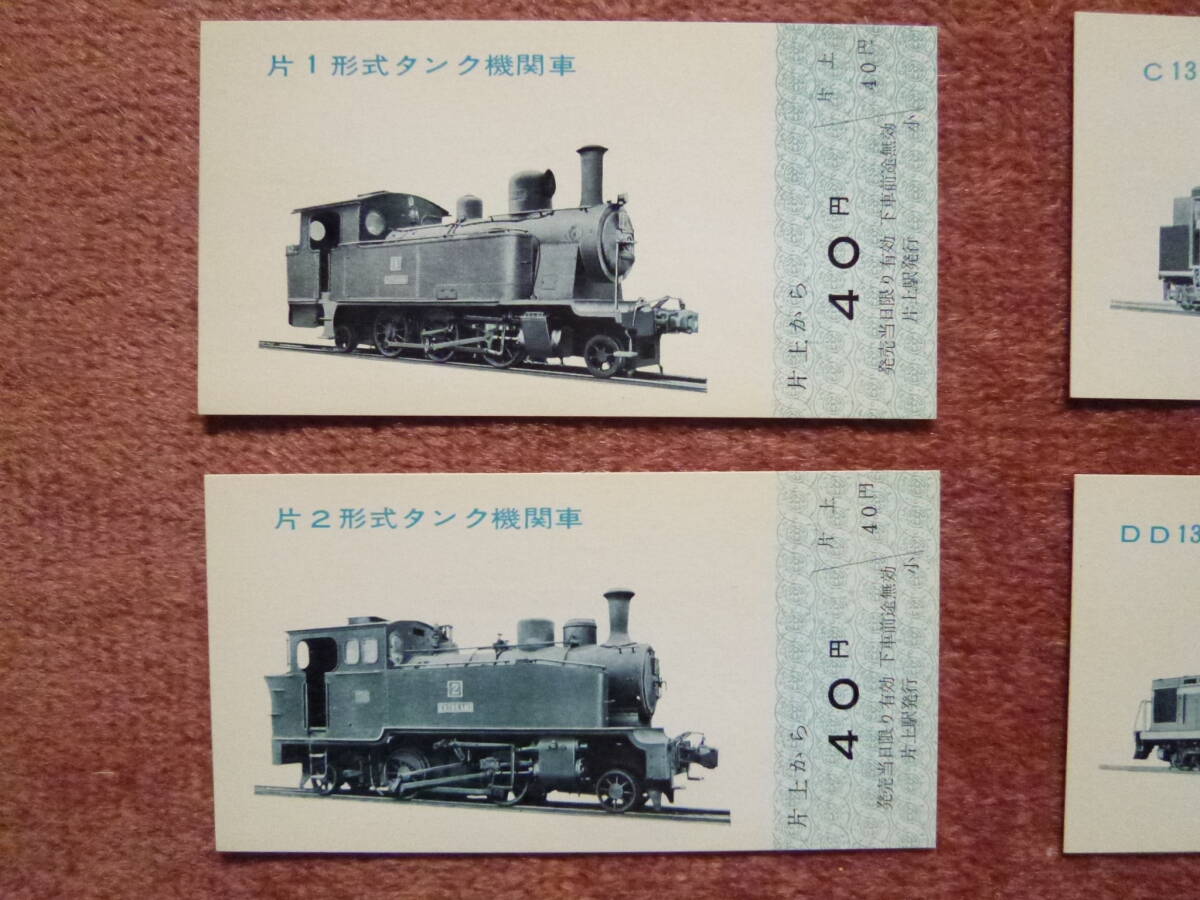 片1形式タンク機関車
片上から
40円
発売当日限り有効 下車前途無効
片上駅発行
片上
40円
小
1
片2形式タンク機関車
片上から
40円
発売当日限り有効 下車前途無効
片上駅発行
片上
40円
小
2
C13
DD13